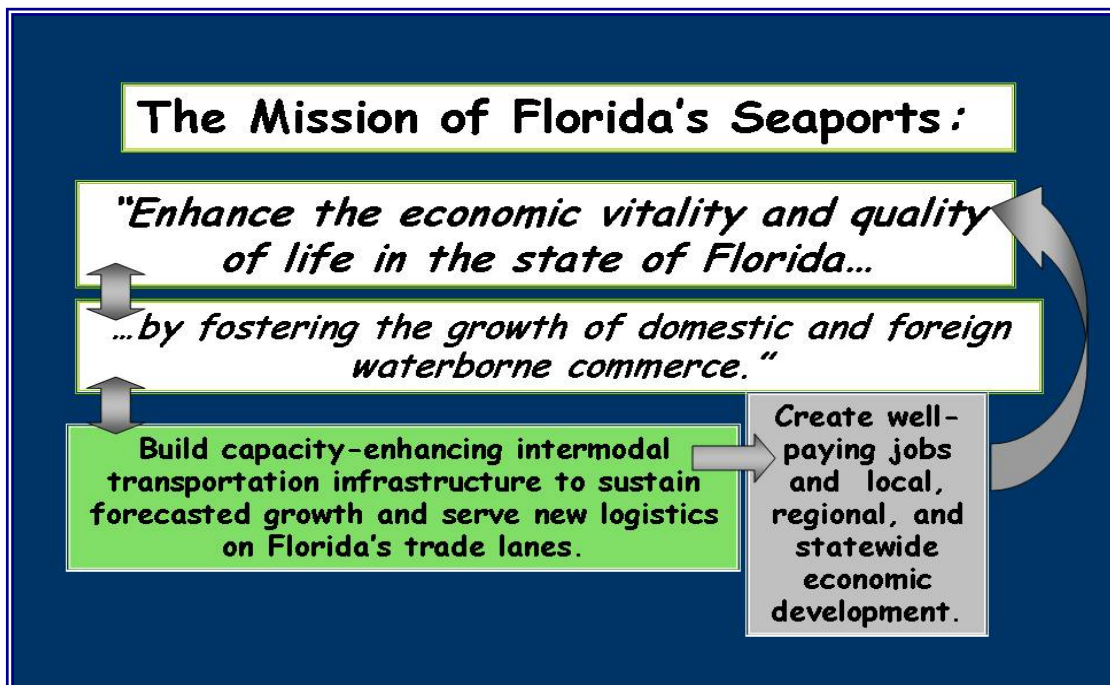 The Mission of Florida's Seaports:
"Enhance the economic vitality and quality
of life in the state of Florida…
…by fostering the growth of domestic and foreign
waterborne commerce."
Build capacity-enhancing intermodal
transportation infrastructure to sustain
forecasted growth and serve new logistics
on Florida's trade lanes.
Create well-
paying jobs
and local,
regional, and
statewide
economic
development.